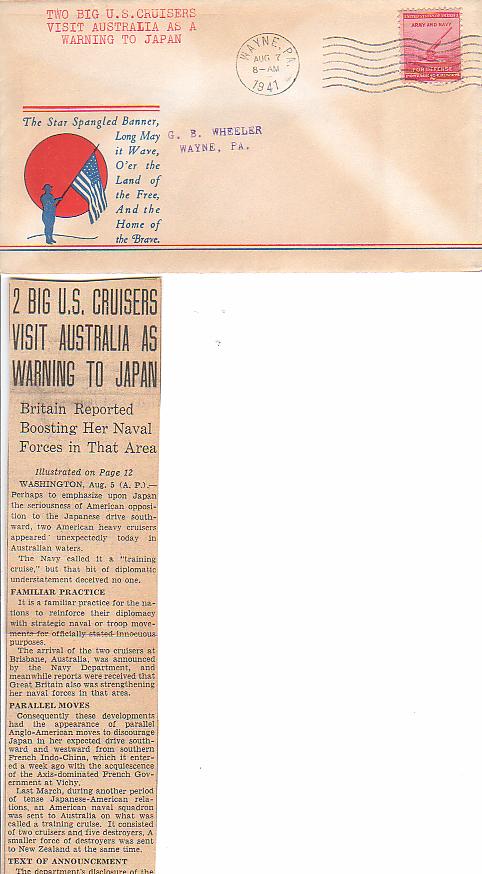 TWO BIG U.S.CRUISERS
VISIT AUSTRALIA AS A
WARNING TO JAPAN
WAYNE, PA.
AUG 7
8-AM
1941
UNITED STATES OF AMERICA
ARMY AND NAVY
FOR DEFENSE
The Star Spangled Banner,
Long May
it Wave,
O'er the
Land of
the Free,
And the
Home of
the Brave.
G. B. WHEELER
WAYNE, PA.
2 BIG U.S. CRUISERS
VISIT AUSTRALIA AS
WARNING TO JAPAN
Britain Reported
Boosting Her Naval
Forces in That Area
Illustrated on Page 12
WASHINGTON, Aug. 5 (A. P.).—
Perhaps to emphasize upon Japan
the seriousness of American opposi-
tion to the Japanese drive south-
ward, two American heavy cruisers
appeared unexpectedly today in
Australian waters.
The Navy called it a "training
cruise," but that bit of diplomatic
understatement deceived no one.
FAMILIAR PRACTICE
It is a familiar practice for the na-
tions to reinforce their diplomacy
with strategic naval or troop move-
ments for officially stated innocuous
purposes.
The arrival of the two cruisers at
Brisbane, Australia, was announced
by the Navy Department, and
meanwhile reports were received that
Great Britain also was strengthening
her naval forces in that area.
PARALLEL MOVES
Consequently these developments
had the appearance of parallel
Anglo-American moves to discourage
Japan in her expected drive south-
ward and westward from southern
French Indo-China, which it enter-
ed a week ago with the acquiescence
of the Axis-dominated French Gov-
ernment at Vichy.
Last March, during another period
of tense Japanese-American rela-
tions, an American naval squadron
was sent to Australia on what was
called a training cruise. It consisted
of two cruisers and five destroyers. A
smaller force of destroyers was sent
to New Zealand at the same time.
TEXT OF ANNOUNCEMENT
The department's disclosure of the